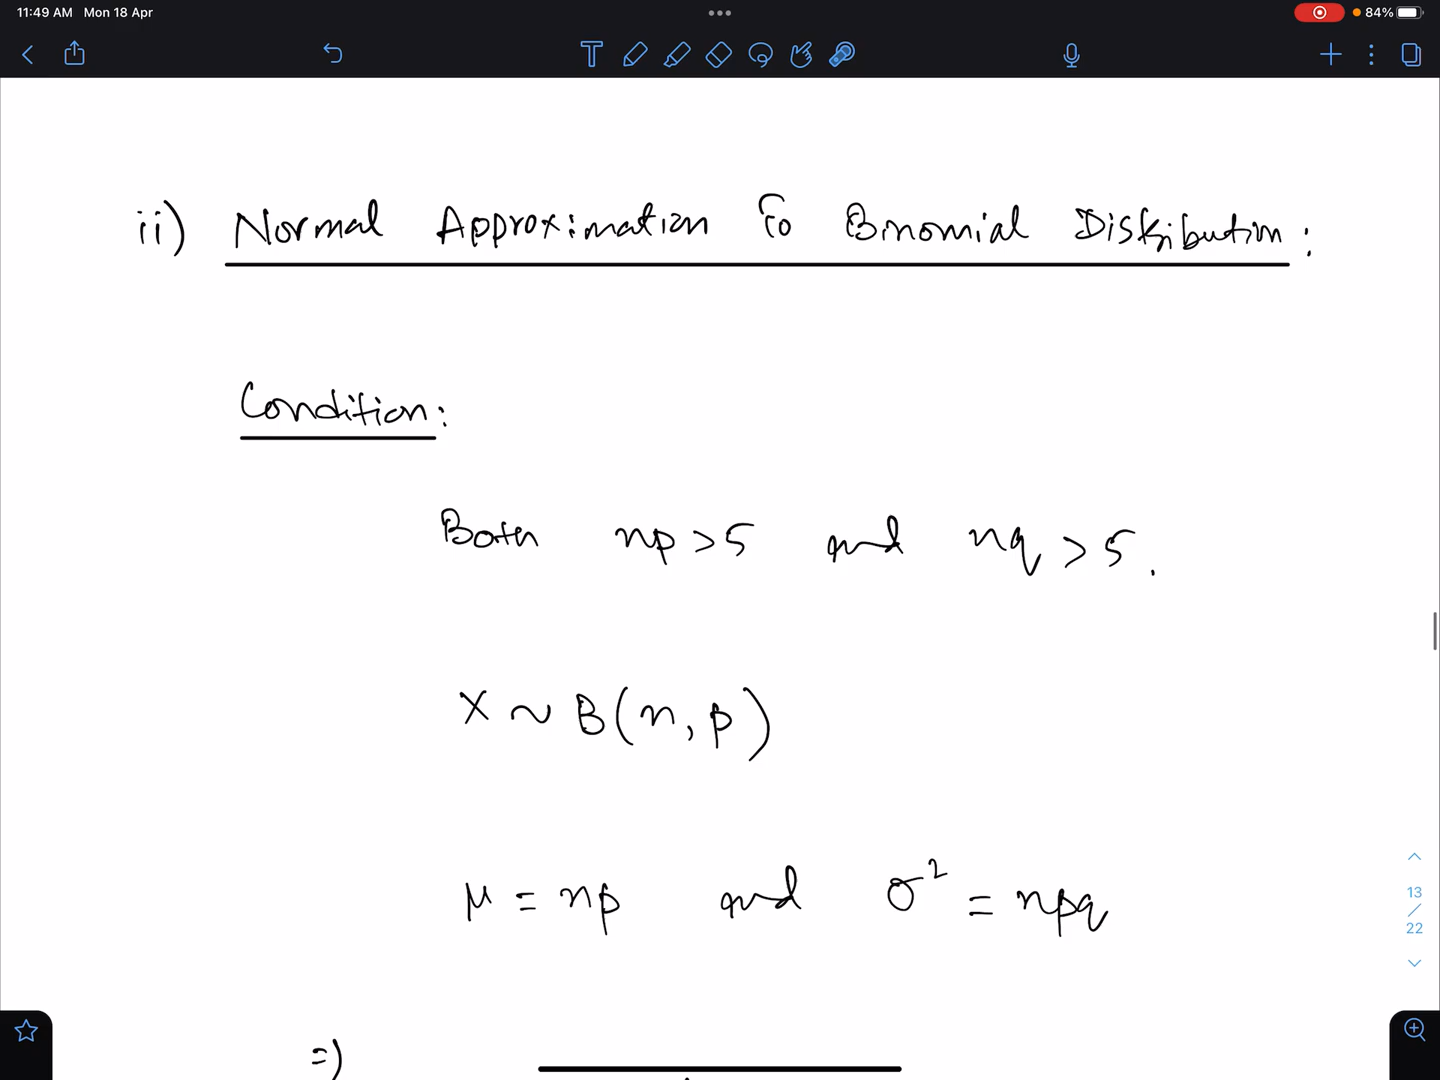 11:49 AM Mon 18 Apr
84%
ii) Normal Approximation To Binomial Distribution:
Condition:
Both np > 5 and nq > 5.
X ~ B(n, p)
μ = np and σ² = npq
13
/
22
=)